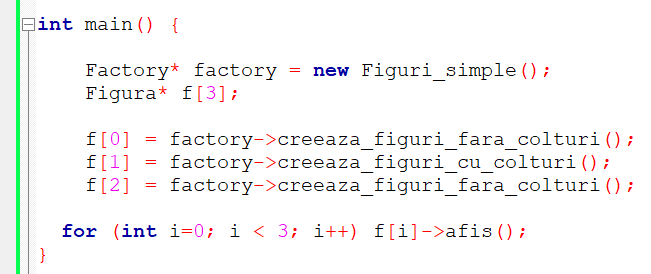 int main() {
Factory* factory = new Figuri_simple();
Figura* f[3];
f[0] = factory->creeaza_figuri_fara_colturi();
f[1] = factory->creeaza_figuri_cu_colturi();
f[2] = factory->creeaza_figuri_fara_colturi();
for (int i=0; i < 3; i++) f[i]->afis();
}